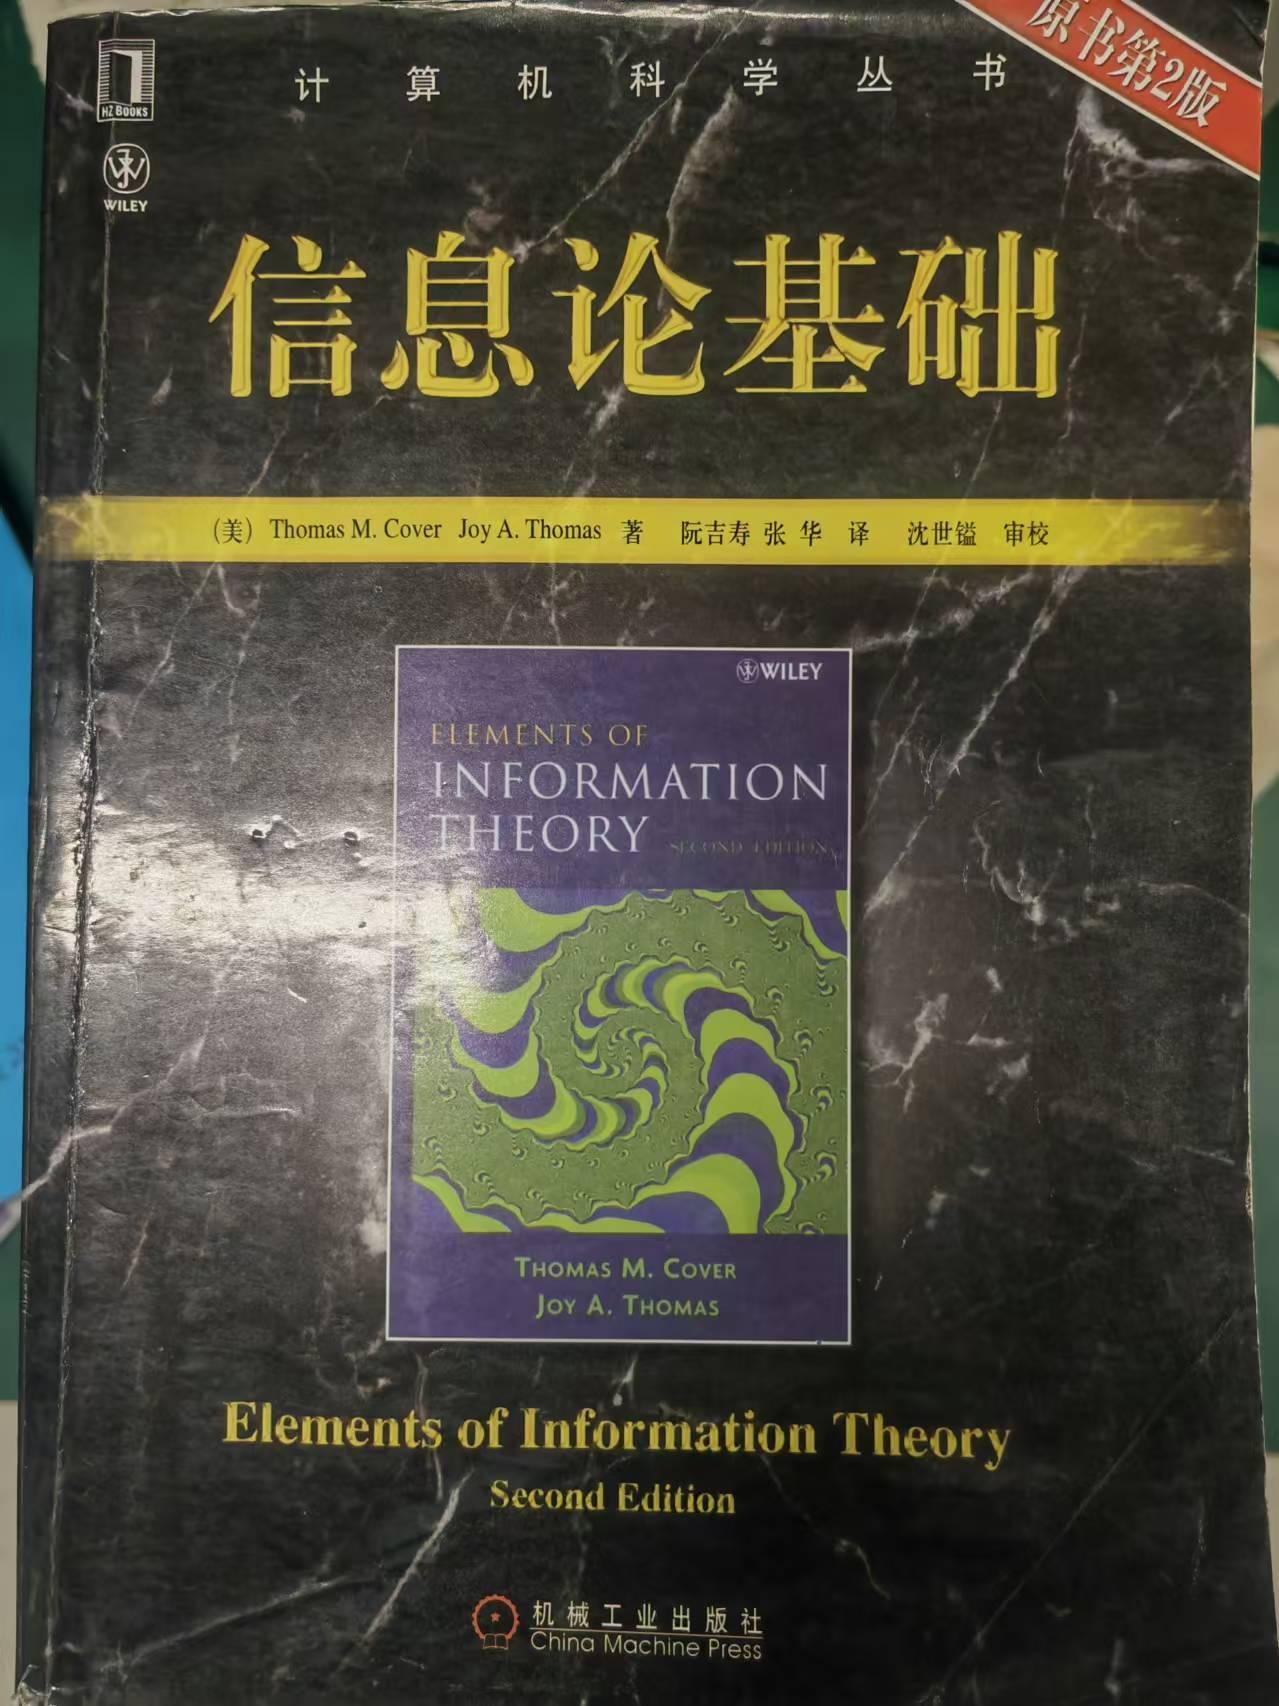 原书第2版
计算机科学丛书
HZ BOOKS
WILEY
信息论基础
(美) Thomas M. Cover Joy A. Thomas 著 阮吉寿 张华 译 沈世镒 审校
WILEY
ELEMENTS OF
INFORMATION
THEORY SECOND EDITION
THOMAS M. COVER
JOY A. THOMAS
Elements of Information Theory
Second Edition
机械工业出版社
China Machine Press